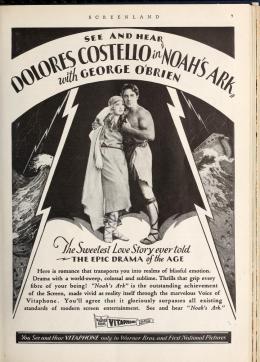 SCREENLAND
9
SEE AND HEAR
DOLORES COSTELLO in "NOAH'S ARK"
with GEORGE O'BRIEN
The Sweetest Love Story ever told
THE EPIC DRAMA of the AGE
Here is romance that transports you into realms of blissful emotion.
Drama with a world-sweep, colossal and sublime. Thrills that grip every
fibre of your being! "Noah's Ark" is the outstanding achievement
of the Screen, made vivid as reality itself through the marvelous Voice of
Vitaphone. You'll agree that it gloriously surpasses all existing
standards of modern screen entertainment. See and hear "Noah's Ark."
VITAPHONE
You See and Hear VITAPHONE only in Warner Bros. and First National Pictures